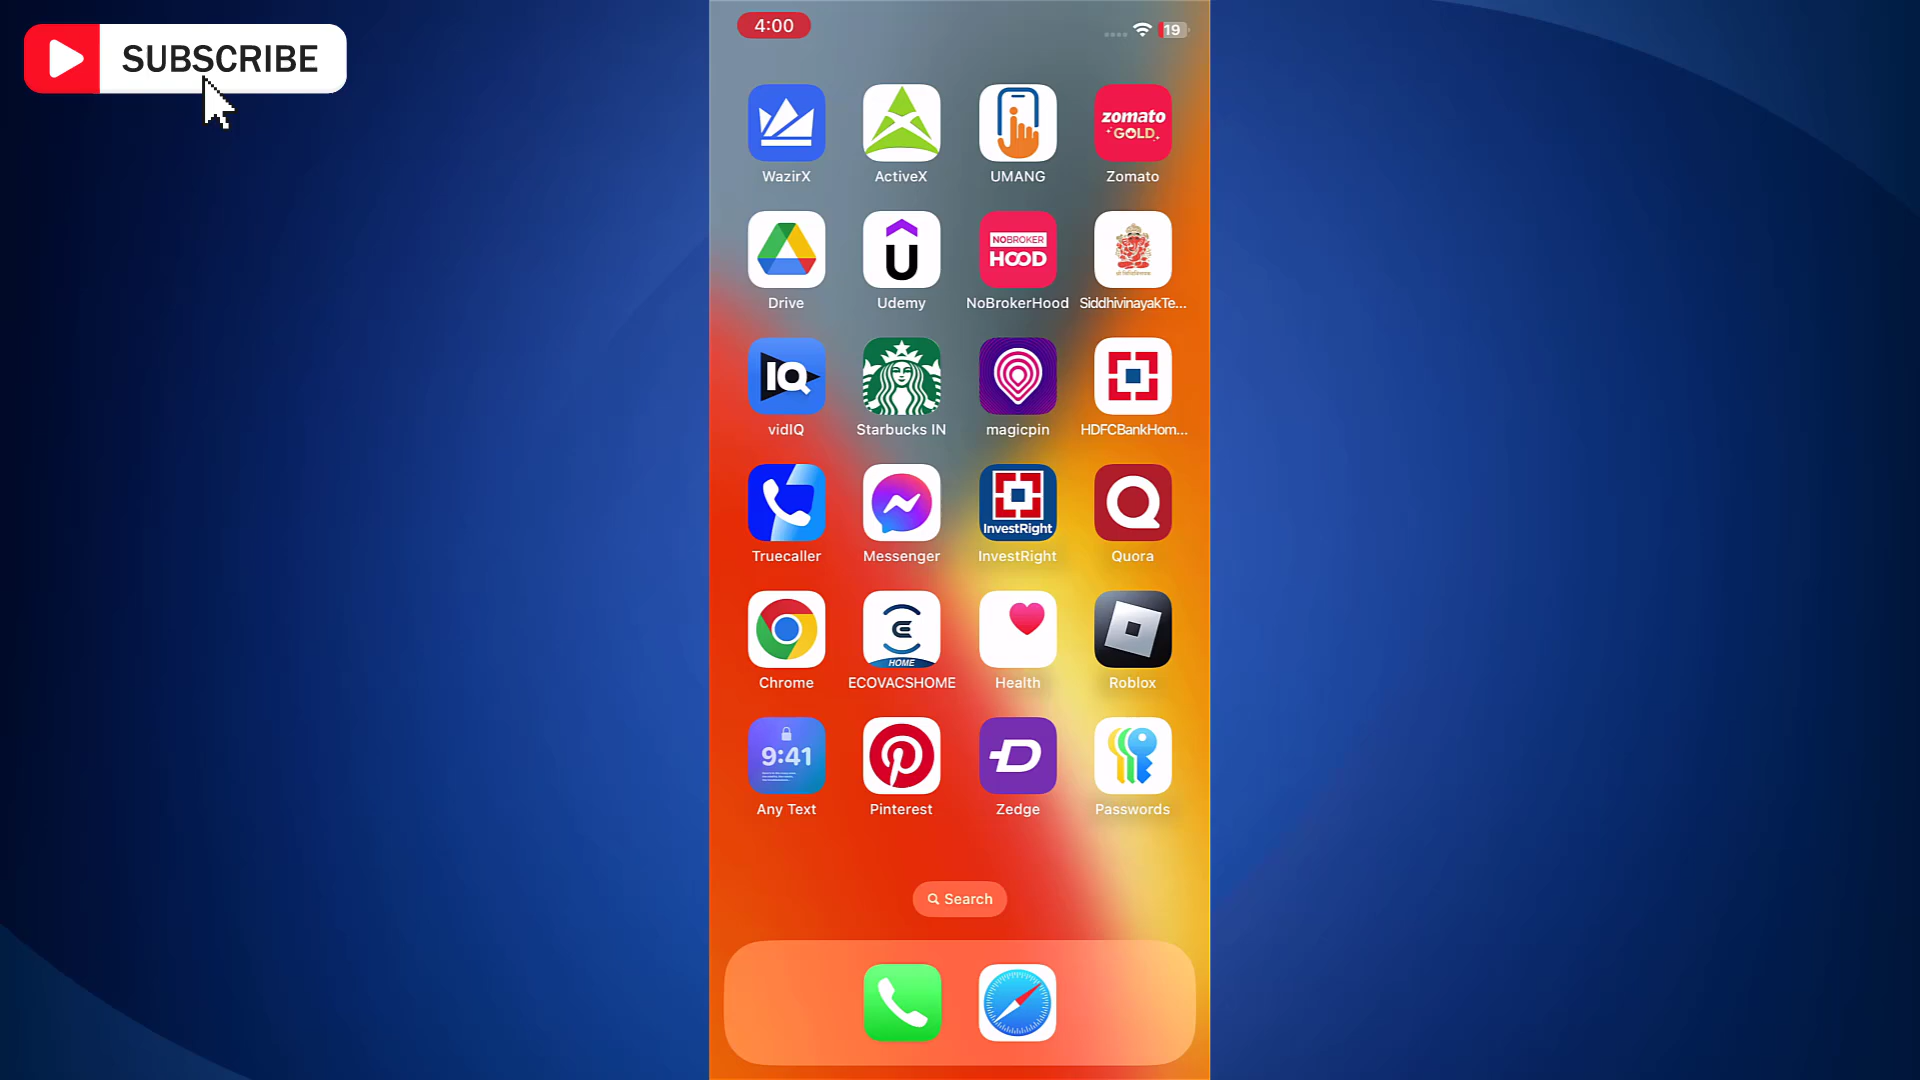 SUBSCRIBE
4:00
19
zomato
GOLD
WazirX
ActiveX
UMANG
Zomato
NOBROKER
HOOD
Drive
Udemy
NoBrokerHood
SiddhivinayakTe...
IQ
vidIQ
Starbucks IN
magicpin
HDFCBankHom...
InvestRight
Truecaller
Messenger
InvestRight
Quora
HOME
Chrome
ECOVACSHOME
Health
Roblox
9:41
Any Text
Pinterest
Zedge
Passwords
Search